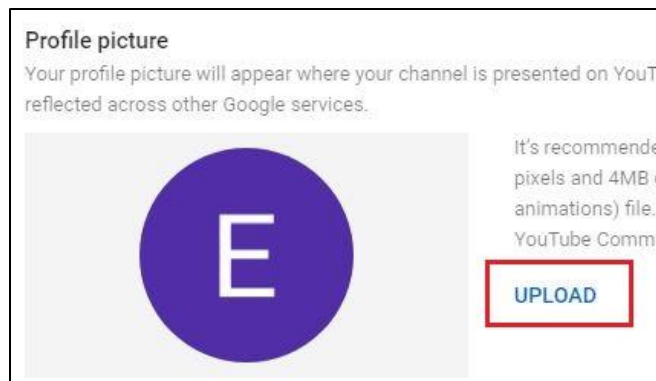 Profile picture
Your profile picture will appear where your channel is presented on YouT
reflected across other Google services.
It's recommende
pixels and 4MB
animations) file.
YouTube Comm
E
UPLOAD